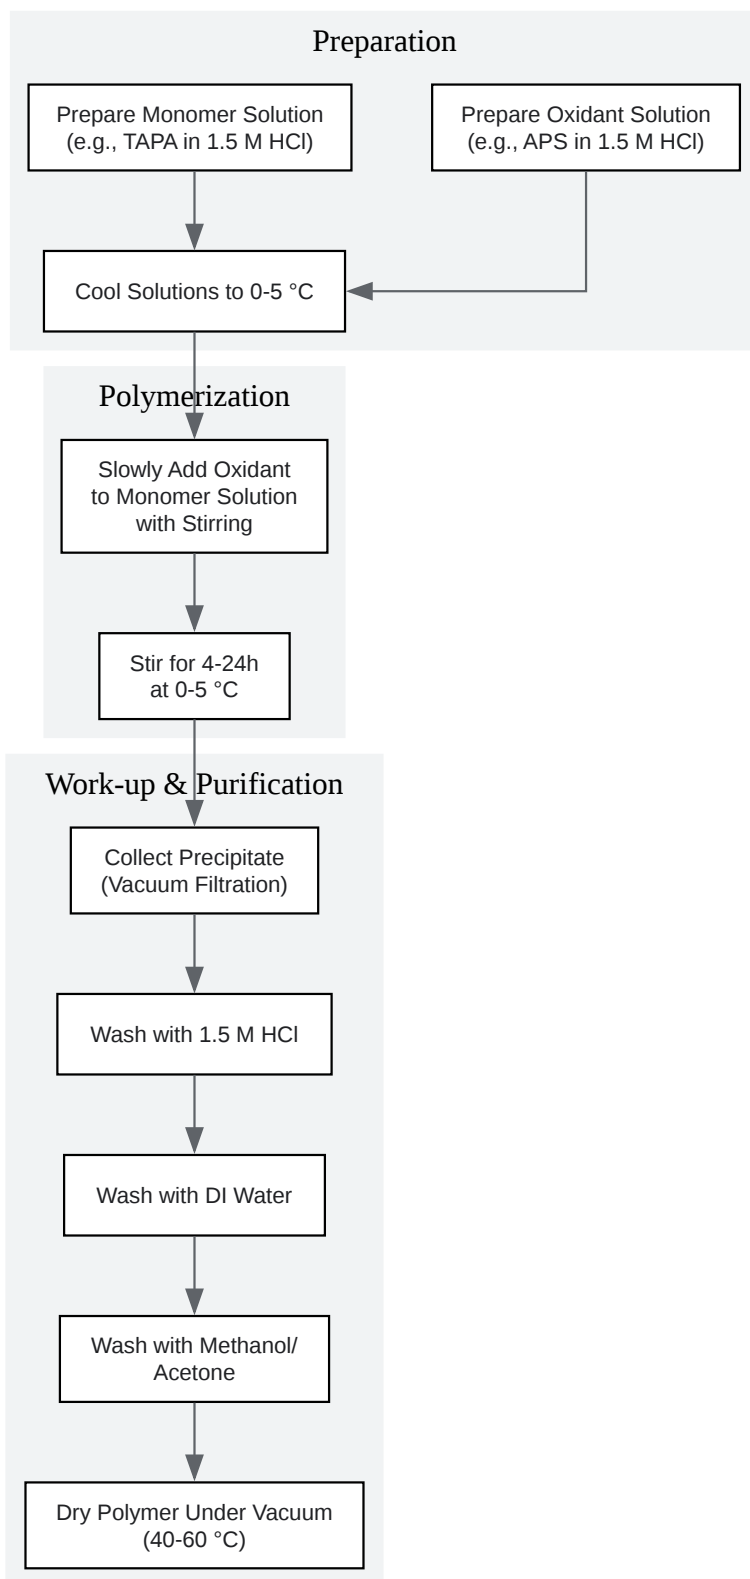 Preparation
Prepare Monomer Solution
(e.g., TAPA in 1.5 M HCl)
Prepare Oxidant Solution
(e.g., APS in 1.5 M HCl)
Cool Solutions to 0-5 °C
Polymerization
Slowly Add Oxidant
to Monomer Solution
with Stirring
Stir for 4-24h
at 0-5 °C
Work-up & Purification
Collect Precipitate
(Vacuum Filtration)
Wash with 1.5 M HCl
Wash with DI Water
Wash with Methanol/
Acetone
Dry Polymer Under Vacuum
(40-60 °C)